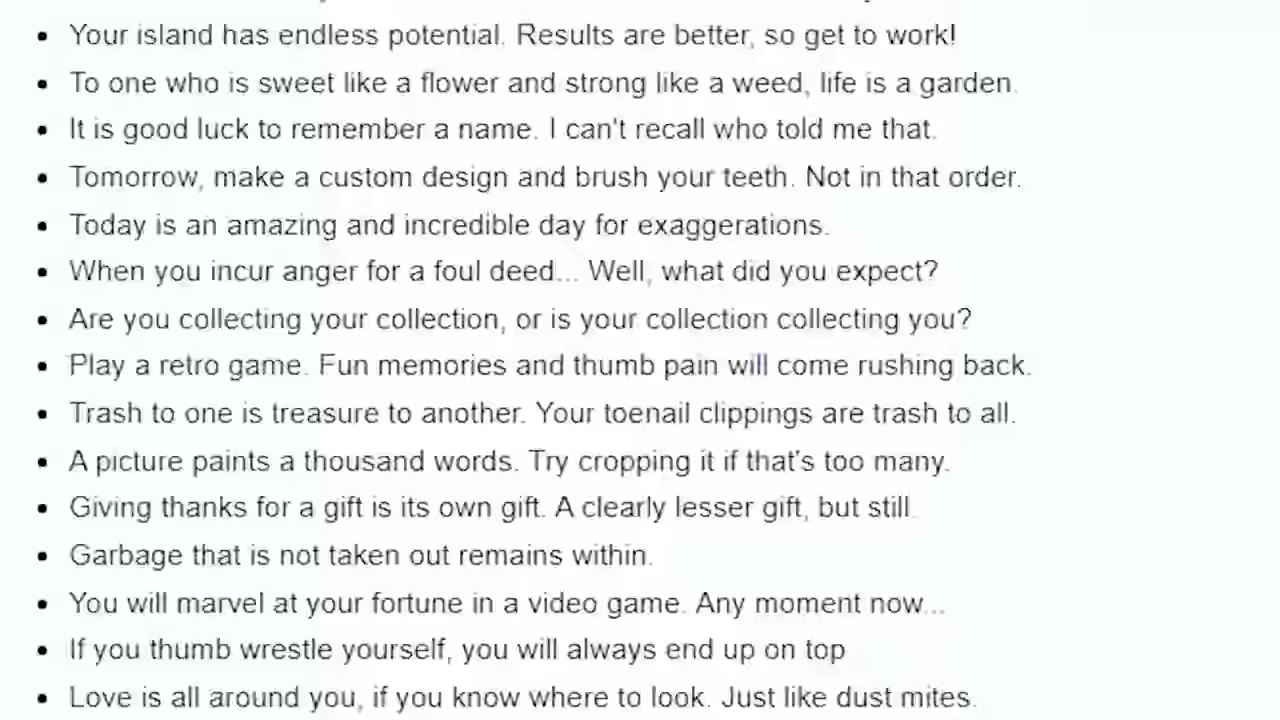 • Your island has endless potential. Results are better, so get to work!
• To one who is sweet like a flower and strong like a weed, life is a garden.
• It is good luck to remember a name. I can't recall who told me that.
• Tomorrow, make a custom design and brush your teeth. Not in that order.
• Today is an amazing and incredible day for exaggerations.
• When you incur anger for a foul deed... Well, what did you expect?
• Are you collecting your collection, or is your collection collecting you?
• Play a retro game. Fun memories and thumb pain will come rushing back.
• Trash to one is treasure to another. Your toenail clippings are trash to all.
• A picture paints a thousand words. Try cropping it if that's too many.
• Giving thanks for a gift is its own gift. A clearly lesser gift, but still.
• Garbage that is not taken out remains within.
• You will marvel at your fortune in a video game. Any moment now...
• If you thumb wrestle yourself, you will always end up on top
• Love is all around you, if you know where to look. Just like dust mites.